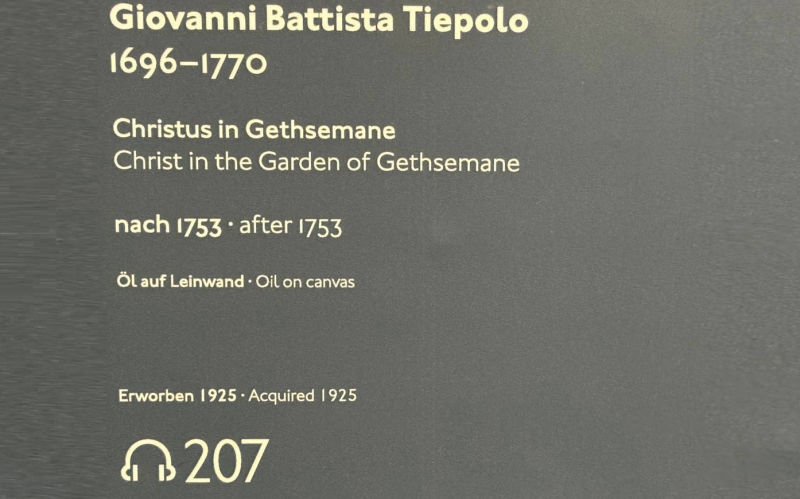 Giovanni Battista Tiepolo
1696–1770
Christus in Gethsemane
Christ in the Garden of Gethsemane
nach 1753 · after 1753
Öl auf Leinwand · Oil on canvas
Erworben 1925 · Acquired 1925
207